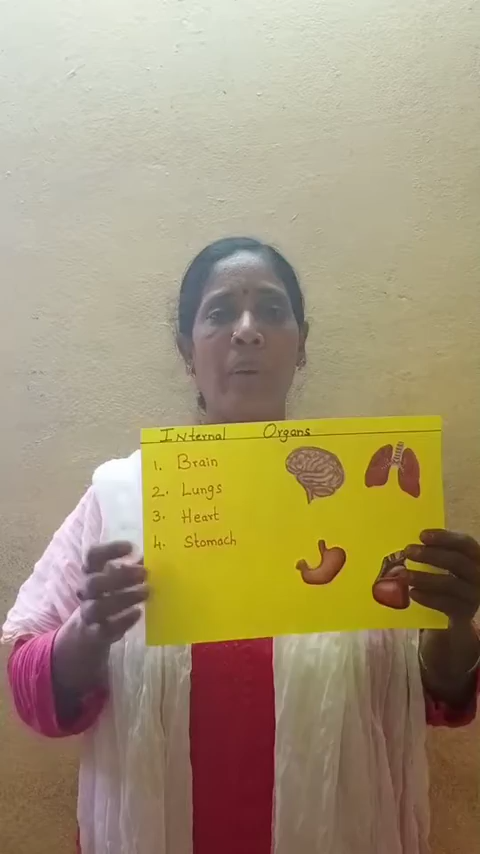 Internal Organs
1. Brain
2. Lungs
3. Heart
4. Stomach